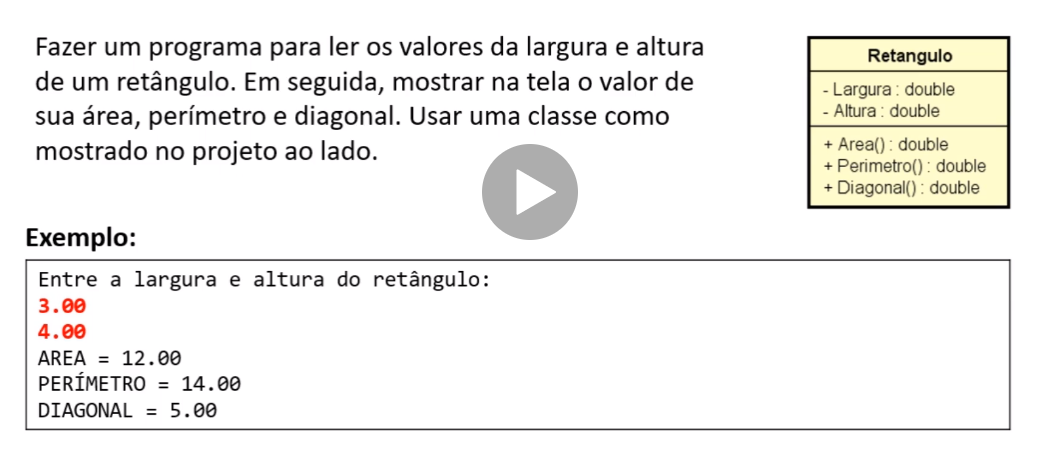 Fazer um programa para ler os valores da largura e altura
de um retângulo. Em seguida, mostrar na tela o valor de
sua área, perímetro e diagonal. Usar uma classe como
mostrado no projeto ao lado.
Retangulo
- Largura : double
- Altura : double
+ Area() : double
+ Perimetro() : double
+ Diagonal() : double
Exemplo:
Entre a largura e altura do retângulo:
3.00
4.00
AREA = 12.00
PERÍMETRO = 14.00
DIAGONAL = 5.00